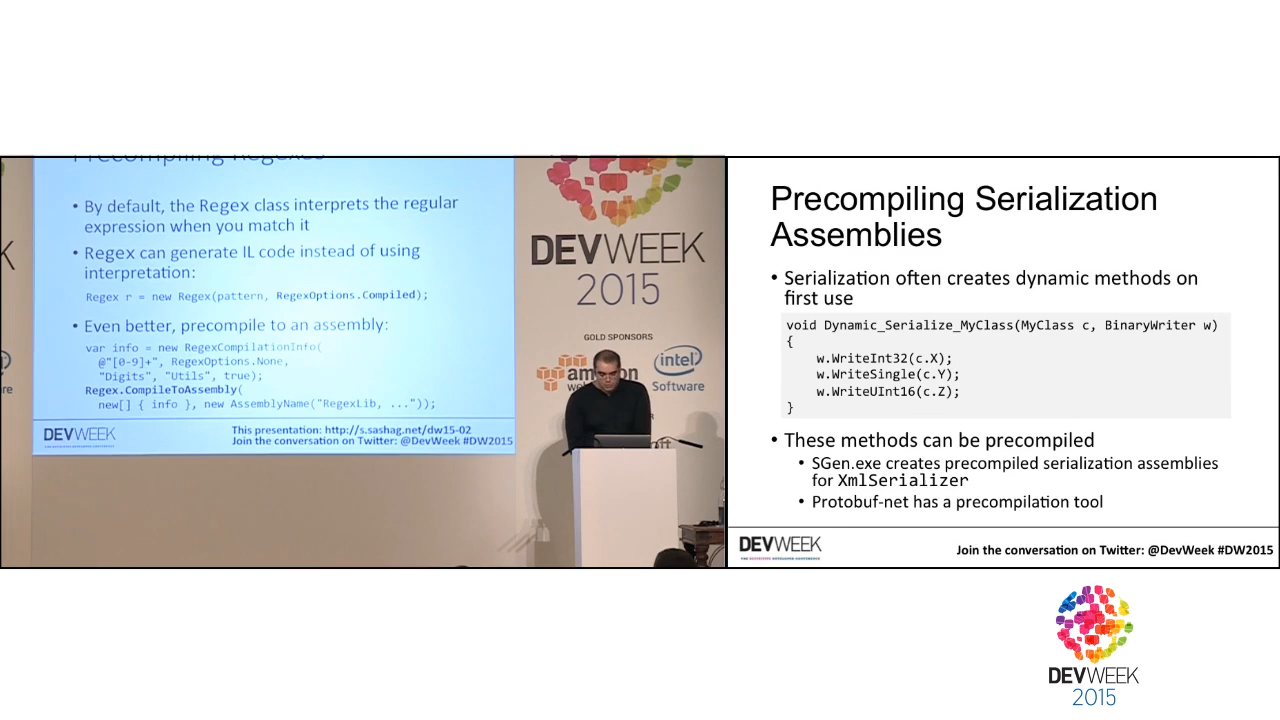 Precompiling Regexes
• By default, the Regex class interprets the regular
expression when you match it
• Regex can generate IL code instead of using
interpretation:
Regex r = new Regex(pattern, RegexOptions.Compiled);
• Even better, precompile to an assembly:
var info = new RegexCompilationInfo(
@"[0-9]+", RegexOptions.None,
"Digits", "Utils", true);
Regex.CompileToAssembly(
new[] { info }, new AssemblyName("RegexLib, ..."));
DEVWEEK
This presentation: http://s.sashag.net/dw15-02
Join the conversation on Twitter: @DevWeek #DW2015
DEVWEEK
2015
GOLD SPONSORS
intel
Software
Precompiling Serialization
Assemblies
• Serialization often creates dynamic methods on
first use
void Dynamic_Serialize_MyClass(MyClass c, BinaryWriter w)
{
w.WriteInt32(c.X);
w.WriteSingle(c.Y);
w.WriteUInt16(c.Z);
}
• These methods can be precompiled
• SGen.exe creates precompiled serialization assemblies
for XmlSerializer
• Protobuf-net has a precompilation tool
DEVWEEK
Join the conversation on Twitter: @DevWeek #DW2015
DEVWEEK
2015